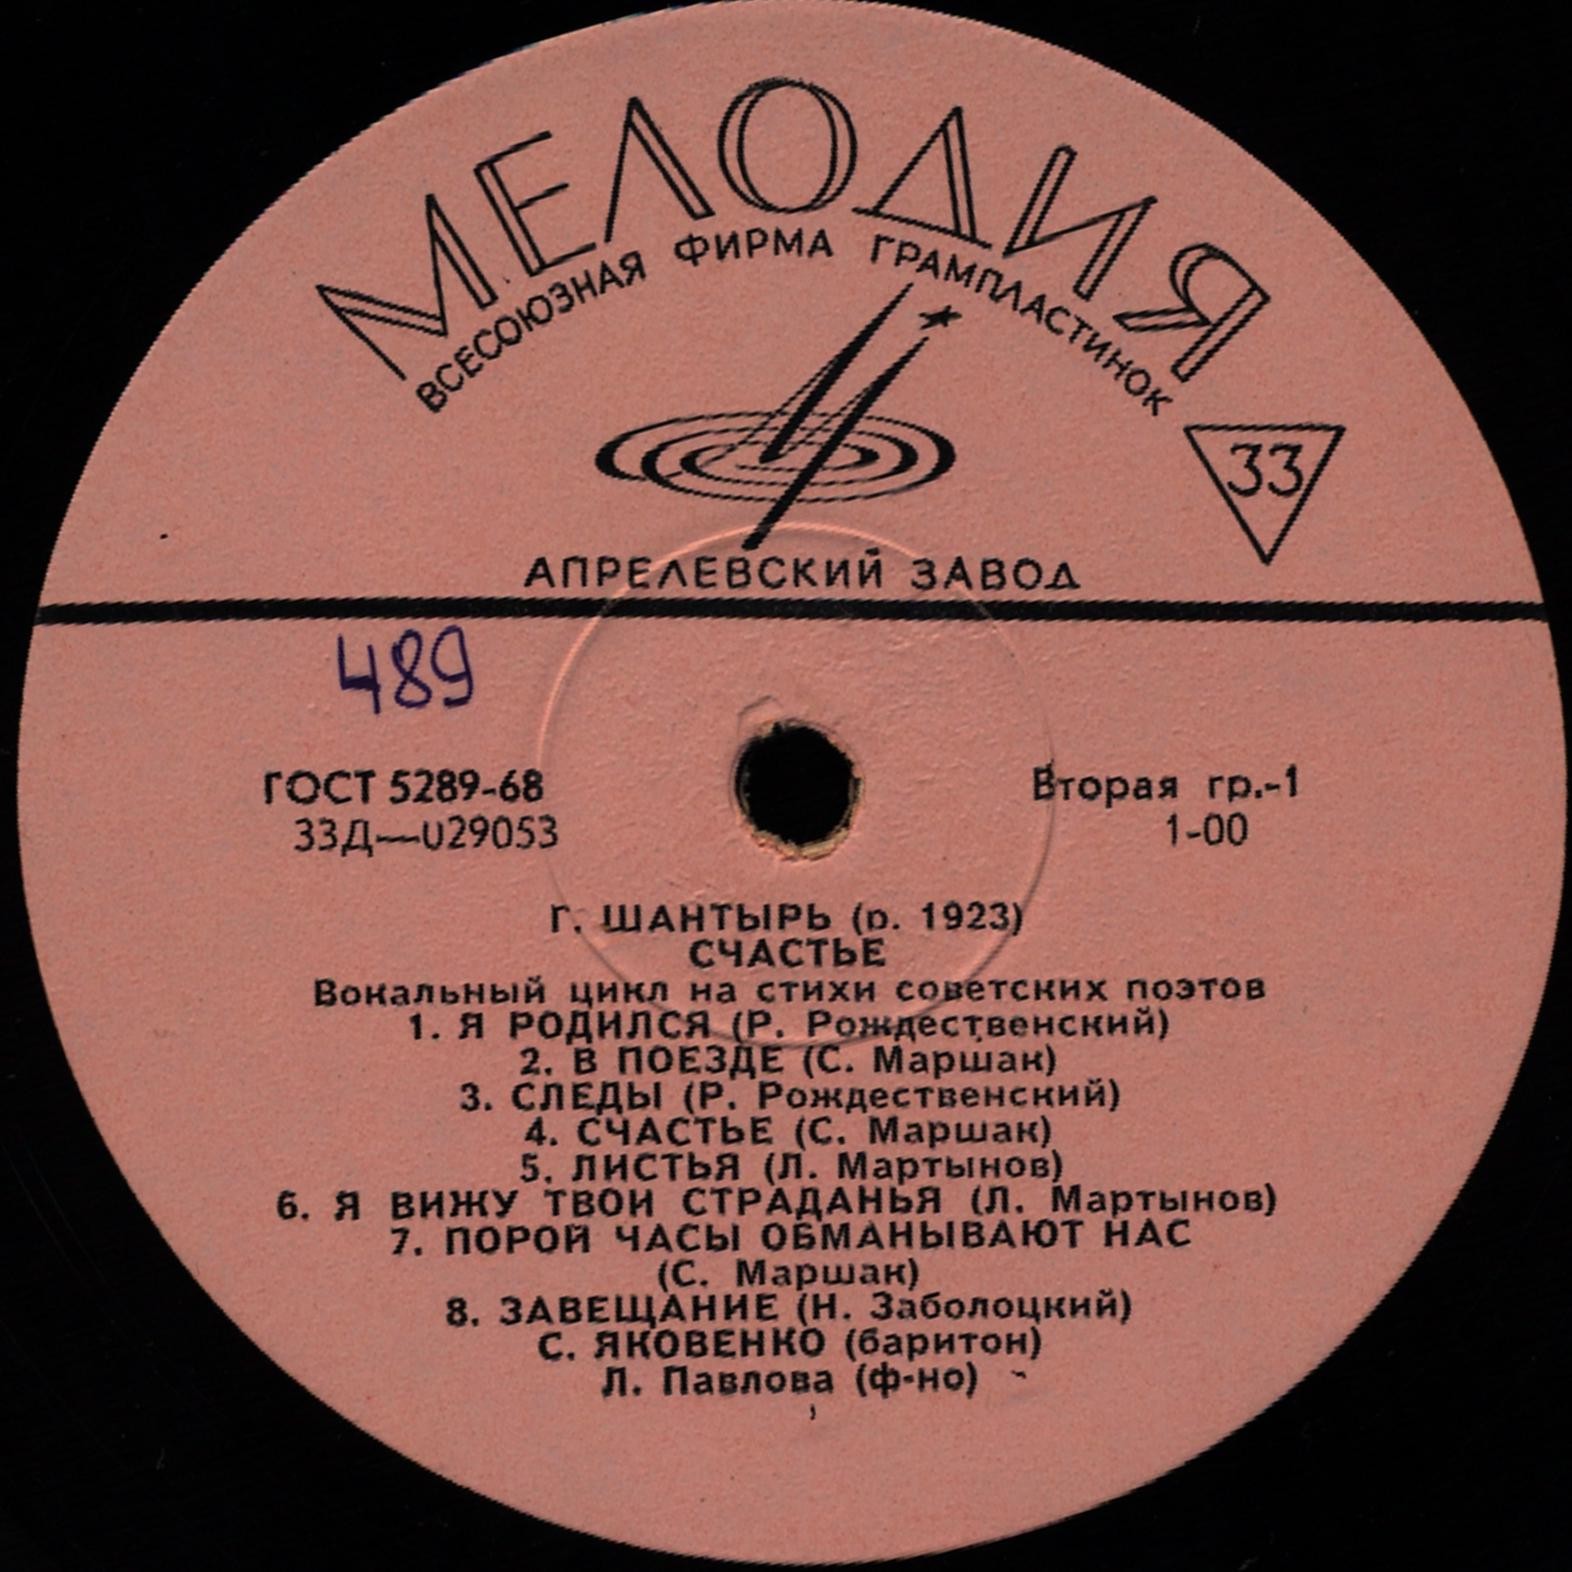 МЕЛОДИЯ
ВСЕСОЮЗНАЯ ФИРМА ГРАМПЛАСТИНОК
33
АПРЕЛЕВСКИЙ ЗАВОД
489
ГОСТ 5289-68
Вторая гр.-1
33Д—029053
1-00
Г. ШАНТЫРЬ (р. 1923)
СЧАСТЬЕ
Вокальный цикл на стихи советских поэтов
1. Я РОДИЛСЯ (Р. Рождественский)
2. В ПОЕЗДЕ (С. Маршак)
3. СЛЕДЫ (Р. Рождественский)
4. СЧАСТЬЕ (С. Маршак)
5. ЛИСТЬЯ (Л. Мартынов)
6. Я ВИЖУ ТВОИ СТРАДАНЬЯ (Л. Мартынов)
7. ПОРОЙ ЧАСЫ ОБМАНЫВАЮТ НАС
(С. Маршак)
8. ЗАВЕЩАНИЕ (Н. Заболоцкий)
С. ЯКОВЕНКО (баритон)
Л. Павлова (ф-но)